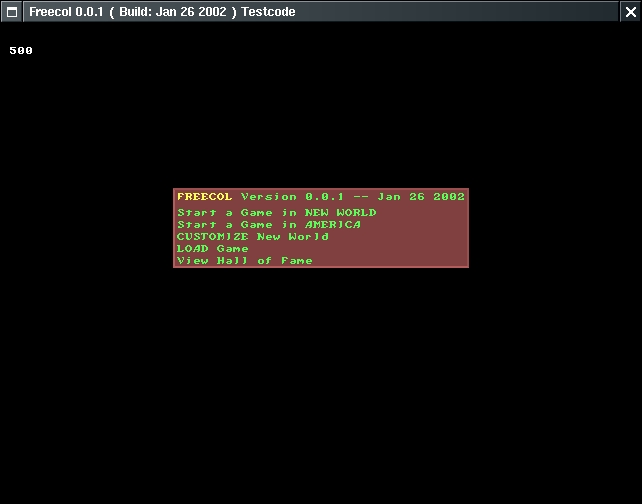 Freecol 0.0.1 ( Build: Jan 26 2002 ) Testcode
500
FREECOL Version 0.0.1 -- Jan 26 2002
Start a Game in NEW WORLD
Start a Game in AMERICA
CUSTOMIZE New World
LOAD Game
View Hall of Fame